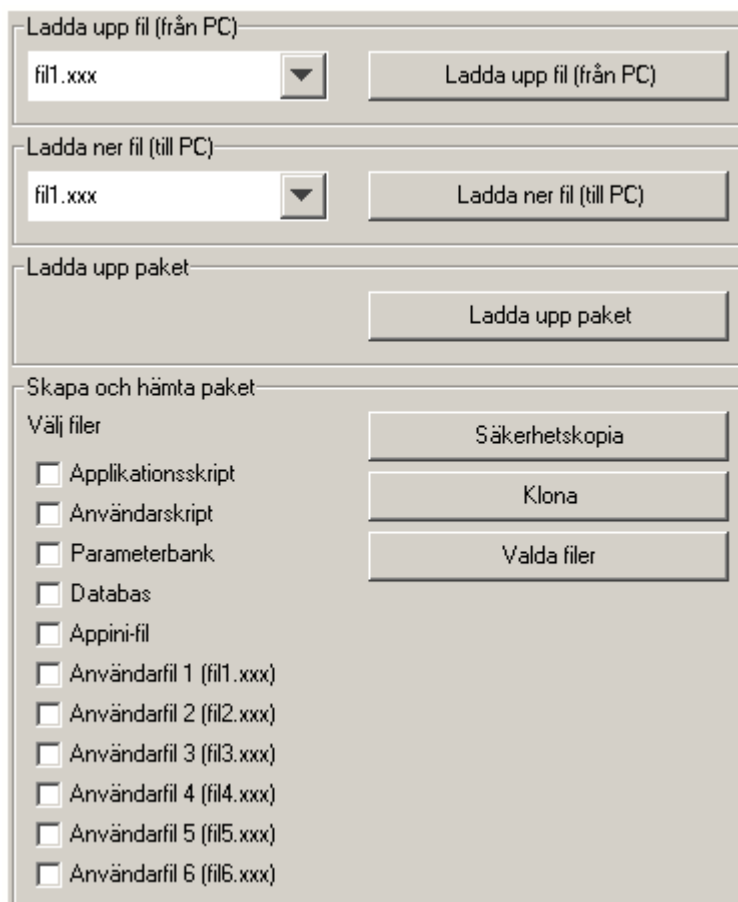 Ladda upp fil (från PC)
fil1.xxx
Ladda upp fil (från PC)
Ladda ner fil (till PC)
fil1.xxx
Ladda ner fil (till PC)
Ladda upp paket
Ladda upp paket
Skapa och hämta paket
Välj filer
Säkerhetskopia
Klona
Valda filer
Applikationsskript
Användarskript
Parameterbank
Databas
Appini-fil
Användarfil 1 (fil1.xxx)
Användarfil 2 (fil2.xxx)
Användarfil 3 (fil3.xxx)
Användarfil 4 (fil4.xxx)
Användarfil 5 (fil5.xxx)
Användarfil 6 (fil6.xxx)